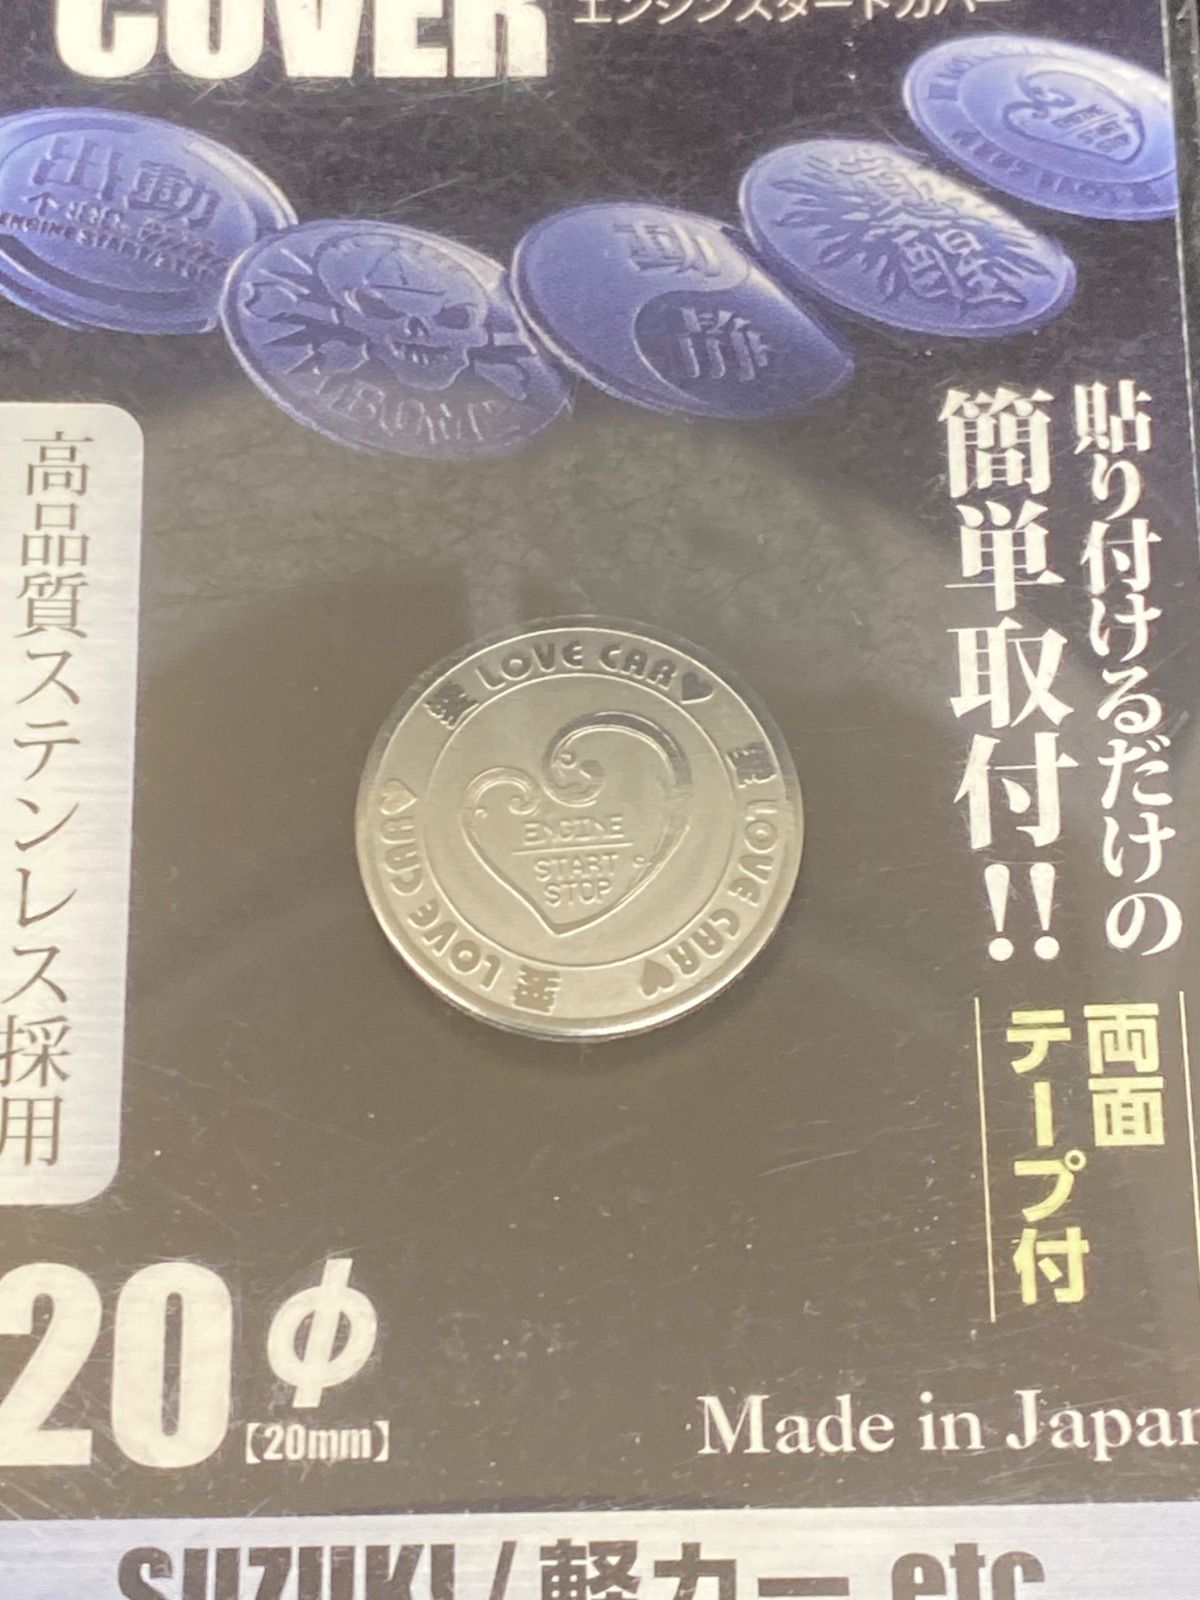 COVER
エンジンスタートカバー
出動
ENGINE START
動
静
貼り付けるだけの
簡単取付!!
両面
テープ付
高品質ステンレス採用
愛 LOVE CAR♥
愛 LOVE CAR♥
愛 LOVE CAR♥
ENGINE
START
STOP
20φ
【20mm】
Made in Japan
SUZUKI/軽カー etc